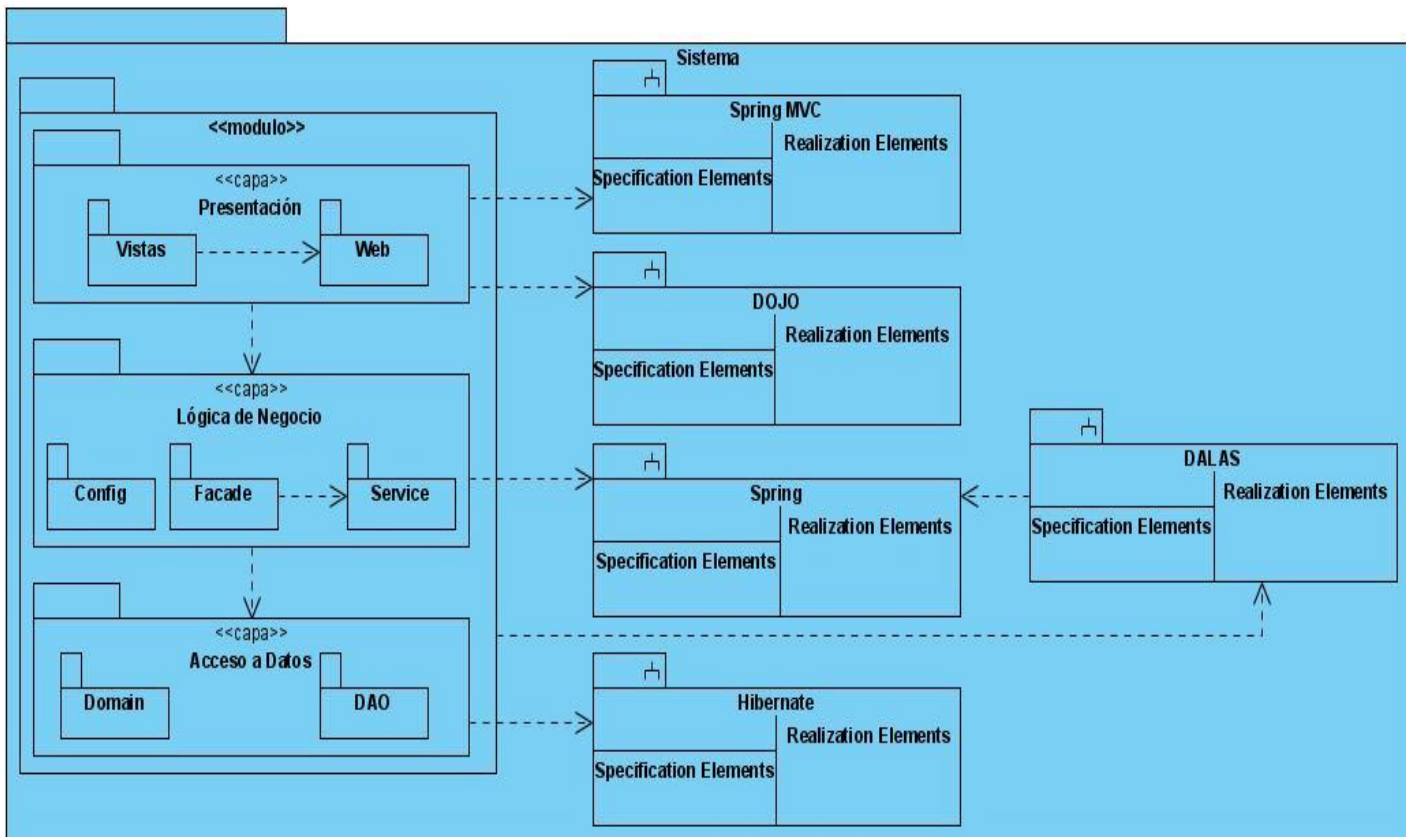 Sistema
<<modulo>>
<<capa>>
Presentación
Vistas
Web
<<capa>>
Lógica de Negocio
Config
Facade
Service
<<capa>>
Acceso a Datos
Domain
DAO
Spring MVC
Realization Elements
Specification Elements
DOJO
Realization Elements
Specification Elements
Spring
Realization Elements
Specification Elements
DALAS
Realization Elements
Specification Elements
Hibernate
Realization Elements
Specification Elements